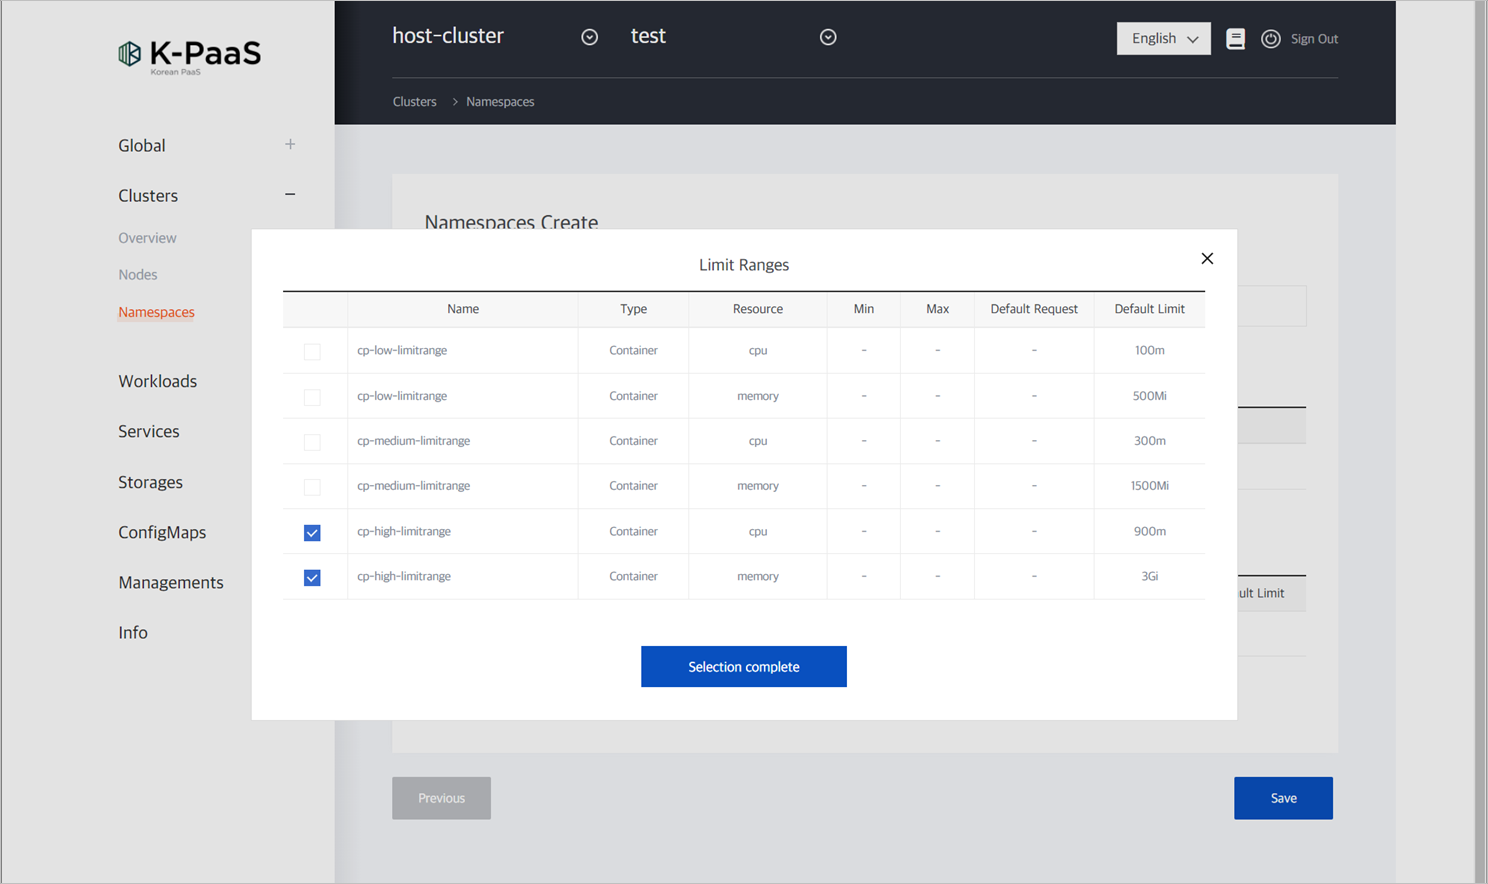 K-PaaS
Korean PaaS
host-cluster
test
English
Sign Out
Clusters > Namespaces
Global
Clusters
Overview
Nodes
Namespaces
Workloads
Services
Storages
ConfigMaps
Managements
Info
Namespaces Create
Limit Ranges
Name Type Resource Min Max Default Request Default Limit
cp-low-limitrange Container cpu - - - 100m
cp-low-limitrange Container memory - - - 500Mi
cp-medium-limitrange Container cpu - - - 300m
cp-medium-limitrange Container memory - - - 1500Mi
cp-high-limitrange Container cpu - - - 900m
cp-high-limitrange Container memory - - - 3Gi
ult Limit
Selection complete
Previous
Save